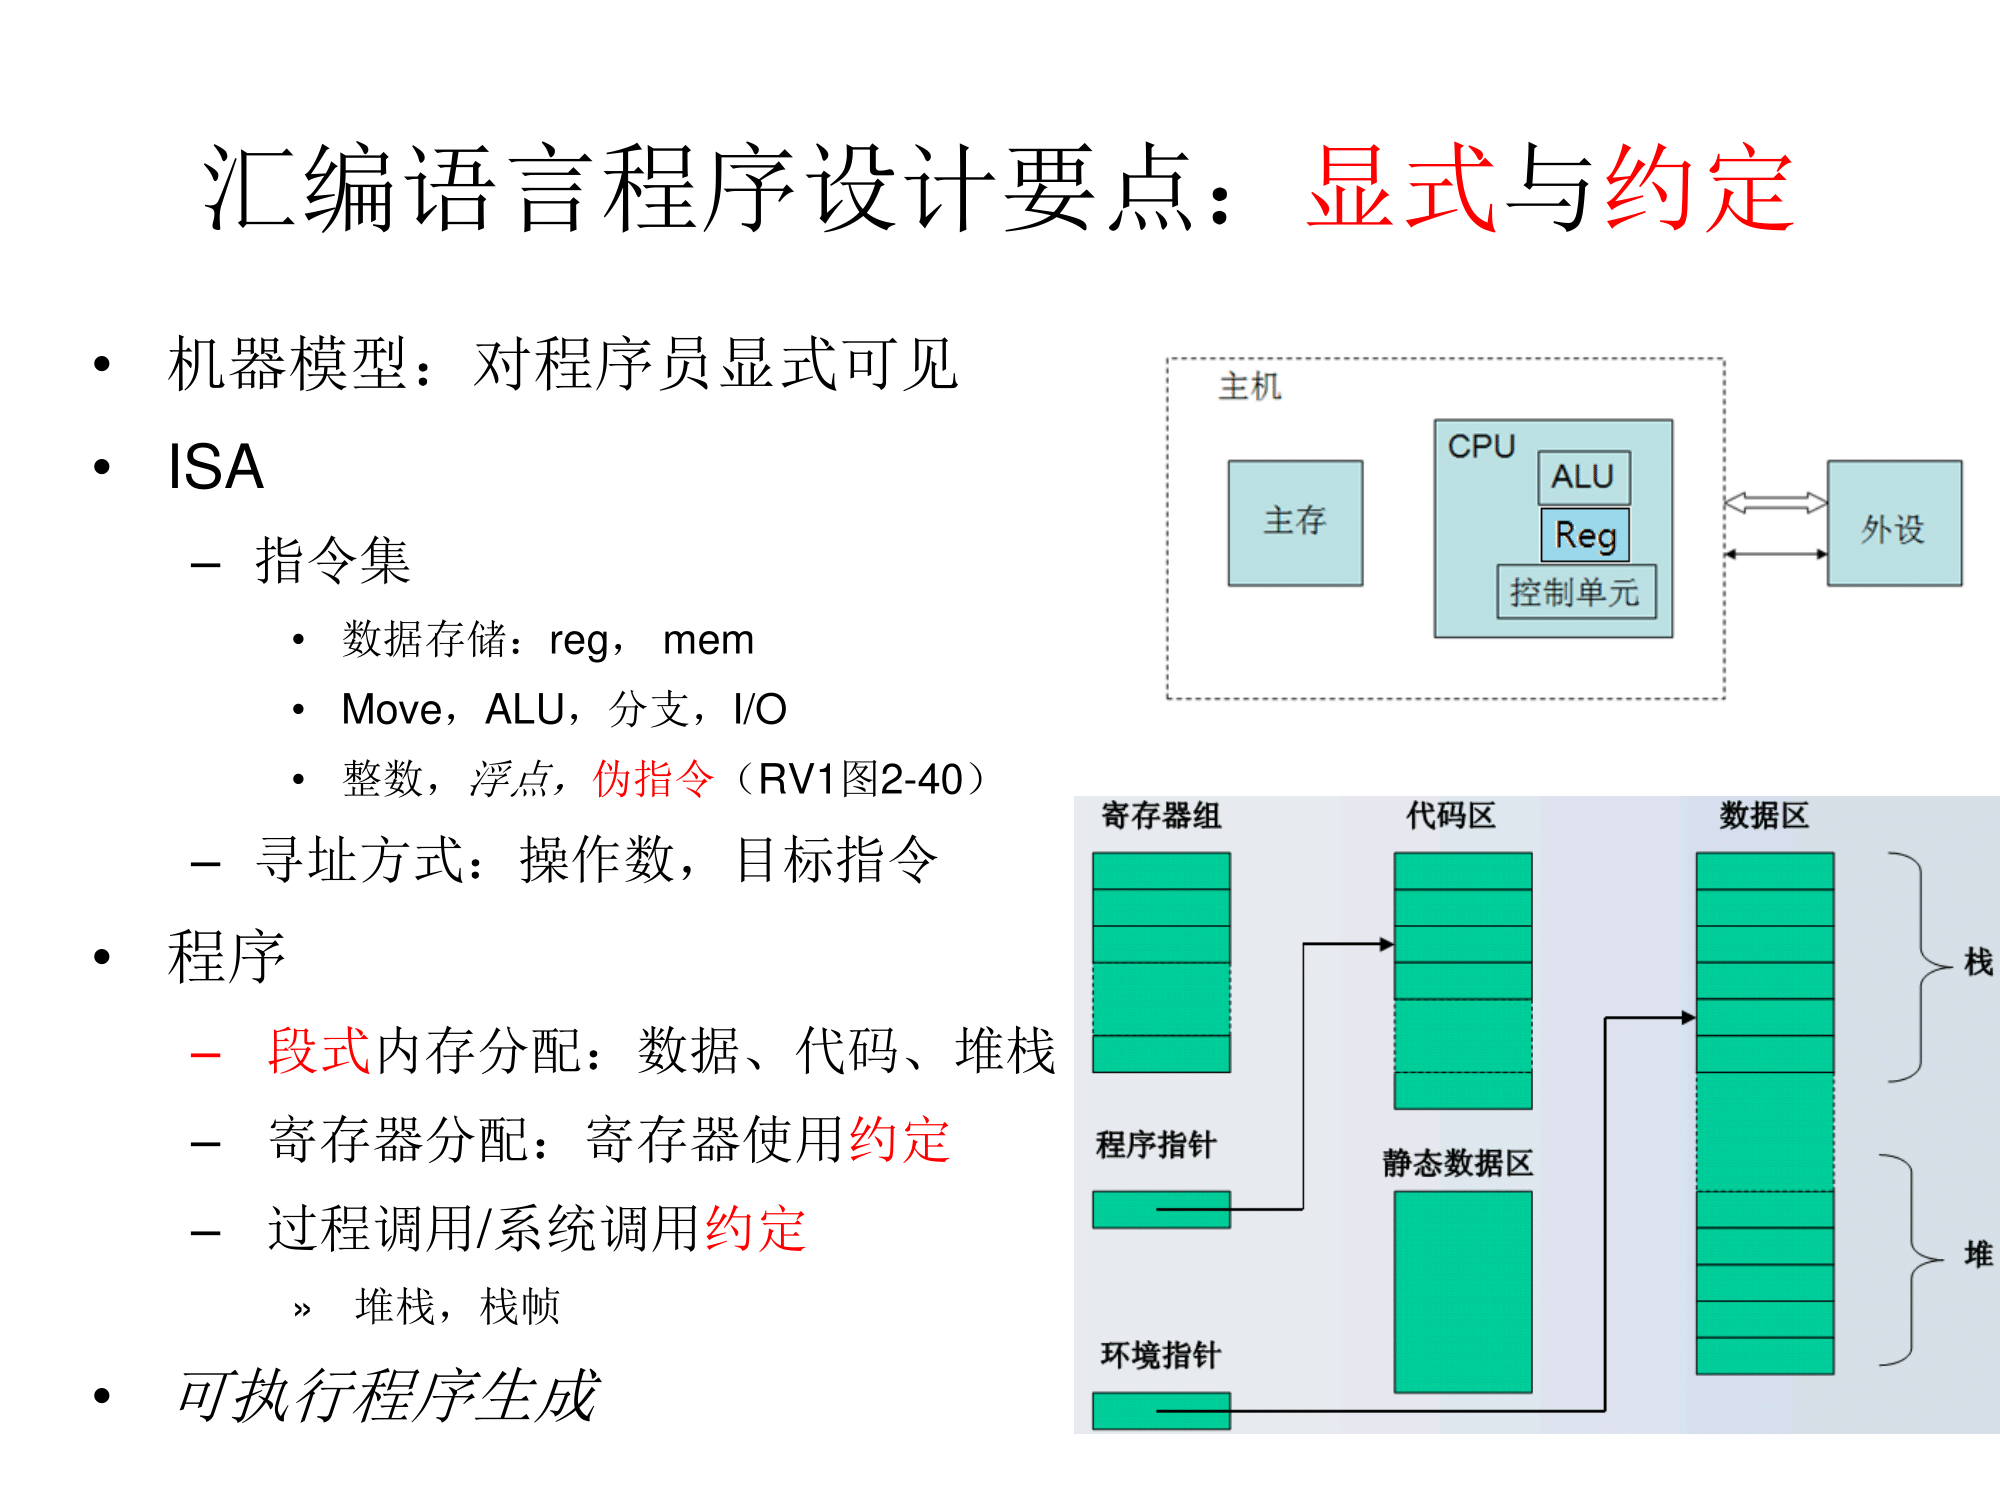 汇编语言程序设计要点：显式与约定
• 机器模型：对程序员显式可见
• ISA
– 指令集
• 数据存储：reg， mem
• Move，ALU，分支，I/O
• 整数，浮点，伪指令（RV1图2-40）
– 寻址方式：操作数，目标指令
• 程序
– 段式内存分配：数据、代码、堆栈
– 寄存器分配：寄存器使用约定
– 过程调用/系统调用约定
» 堆栈，栈帧
• 可执行程序生成
主机
主存
CPU
ALU
Reg
控制单元
外设
寄存器组
代码区
数据区
栈
程序指针
静态数据区
堆
环境指针